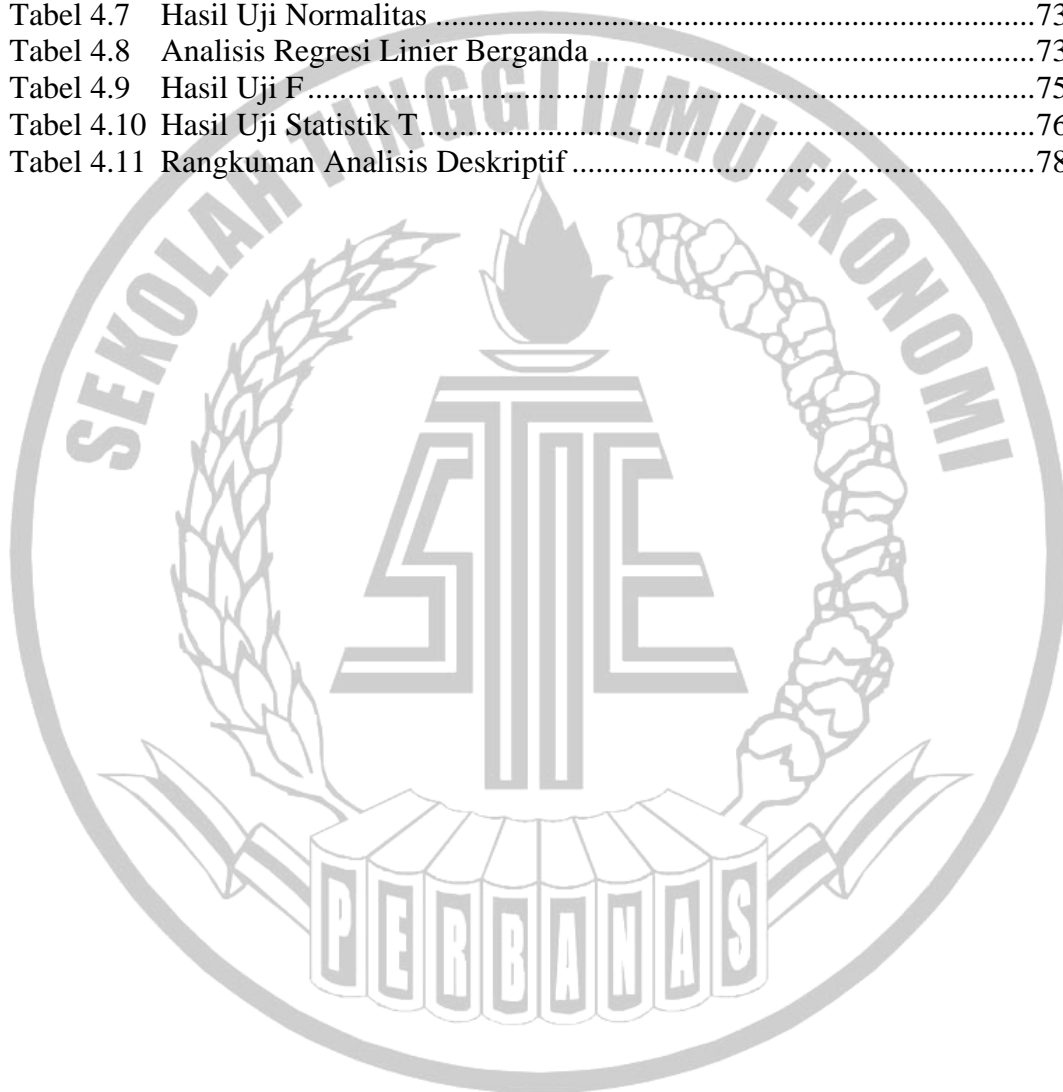 Tabel 4.7 Hasil Uji Normalitas ........................................................................... 73
Tabel 4.8 Analisis Regresi Linier Berganda ....................................................... 73
Tabel 4.9 Hasil Uji F ........................................................................................... 75
Tabel 4.10 Hasil Uji Statistik T ............................................................................. 76
Tabel 4.11 Rangkuman Analisis Deskriptif .......................................................... 78
SEKOLAH TINGGI ILMU EKONOMI
STIE
PERBANAS